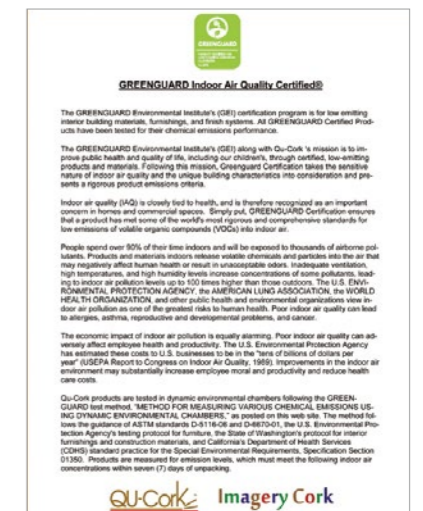 GREENGUARD
GREENGUARD Indoor Air Quality Certified®
The GREENGUARD Environmental Institute's (GEI) certification program is for low emitting
interior building materials, furnishings, and finish systems. All GREENGUARD Certified Prod-
ucts have been tested for their chemical emissions performance.
The GREENGUARD Environmental Institute's (GEI) along with Qu-Cork 's mission is to im-
prove public health and quality of life, including our children's, through certified, low-emitting
products and materials. Following this mission, Greenguard Certification takes the sensitive
nature of indoor air quality and the unique building characteristics into consideration and pre-
sents a rigorous product emissions criteria.
Indoor air quality (IAQ) is closely tied to health, and is therefore recognized as an important
concern in homes and commercial spaces. Simply put, GREENGUARD Certification ensures
that a product has met some of the world's most rigorous and comprehensive standards for
low emissions of volatile organic compounds (VOCs) into indoor air.
People spend over 90% of their time indoors and will be exposed to thousands of airborne pol-
lutants. Products and materials indoors release volatile chemicals and particles into the air that
may negatively affect human health or result in unacceptable odors. Inadequate ventilation,
high temperatures, and high humidity levels increase concentrations of some pollutants, lead-
ing to indoor air pollution levels up to 100 times higher than those outdoors. The U.S. ENVI-
RONMENTAL PROTECTION AGENCY, the AMERICAN LUNG ASSOCIATION, the WORLD
HEALTH ORGANIZATION, and other public health and environmental organizations view in-
door air pollution as one of the greatest risks to human health. Poor indoor air quality can lead
to allergies, asthma, reproductive and developmental problems, and cancer.
The economic impact of indoor air pollution is equally alarming. Poor indoor air quality can ad-
versely affect employee health and productivity. The U.S. Environmental Protection Agency
has estimated these costs to U.S. businesses to be in the "tens of billions of dollars per
year" (USEPA Report to Congress on Indoor Air Quality, 1989). Improvements in the indoor air
environment may substantially increase employee moral and productivity and reduce health
care costs.
Qu-Cork products are tested in dynamic environmental chambers following the GREEN-
GUARD test method, "METHOD FOR MEASURING VARIOUS CHEMICAL EMISSIONS US-
ING DYNAMIC ENVIRONMENTAL CHAMBERS," as posted on this web site. The method fol-
lows the guidance of ASTM standards D-5116-06 and D-6670-01, the U.S. Environmental Pro-
tection Agency's testing protocol for furniture, the State of Washington's protocol for interior
furnishings and construction materials, and California's Department of Health Services
(CDHS) standard practice for the Special Environmental Requirements, Specification Section
01350. Products are measured for emission levels, which must meet the following indoor air
concentrations within seven (7) days of unpacking.
QU-Cork Imagery Cork